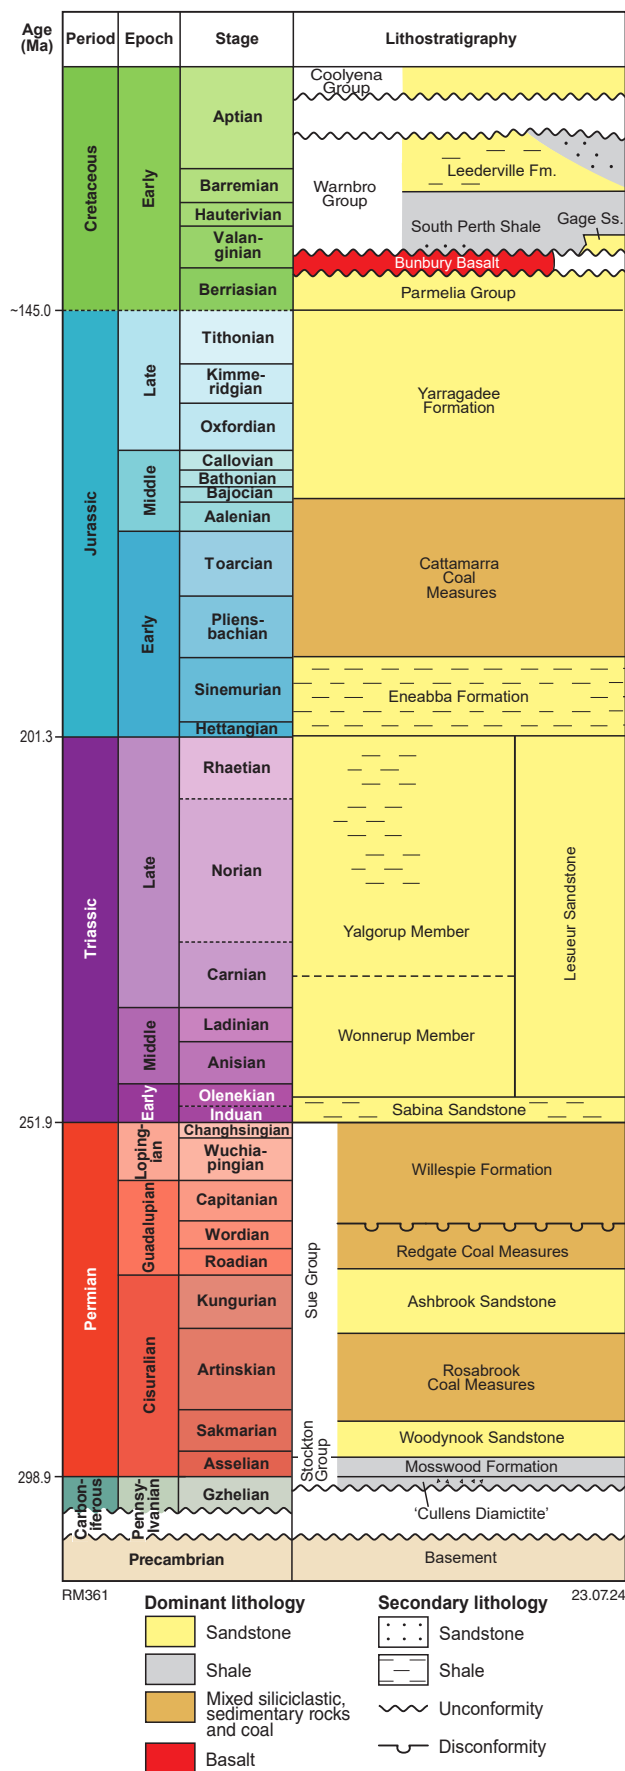 Age
(Ma)
Period
Epoch
Stage
Lithostratigraphy
Cretaceous
Early
Aptian
Barremian
Hauterivian
Valan-
ginian
Berriasian
Coolyena
Group
Warnbro
Group
Leederville Fm.
South Perth Shale
Gage Ss.
Bunbury Basalt
Parmelia Group
~145.0
Jurassic
Late
Tithonian
Kimme-
ridgian
Oxfordian
Yarragadee
Formation
Middle
Callovian
Bathonian
Bajocian
Aalenian
Early
Toarcian
Pliens-
bachian
Sinemurian
Hettangian
Cattamarra
Coal
Measures
Eneabba Formation
201.3
Triassic
Late
Rhaetian
Norian
Carnian
Yalgorup Member
Lesueur Sandstone
Middle
Ladinian
Anisian
Wonnerup Member
Early
Olenekian
Induan
Sabina Sandstone
251.9
Permian
Loping-
ian
Changhsingian
Wuchia-
pingian
Guadalupian
Capitanian
Wordian
Roadian
Cisuralian
Kungurian
Artinskian
Sakmarian
Asselian
Sue Group
Willespie Formation
Redgate Coal Measures
Ashbrook Sandstone
Rosabrook
Coal Measures
Woodynook Sandstone
Stockton
Group
Mosswood Formation
298.9
Carbon-
iferous
Pennsy-
lvanian
Gzhelian
‘Cullens Diamictite’
Precambrian
Basement
RM361
23.07.24
Dominant lithology
Sandstone
Shale
Mixed siliciclastic,
sedimentary rocks
and coal
Basalt
Secondary lithology
Sandstone
Shale
Unconformity
Disconformity